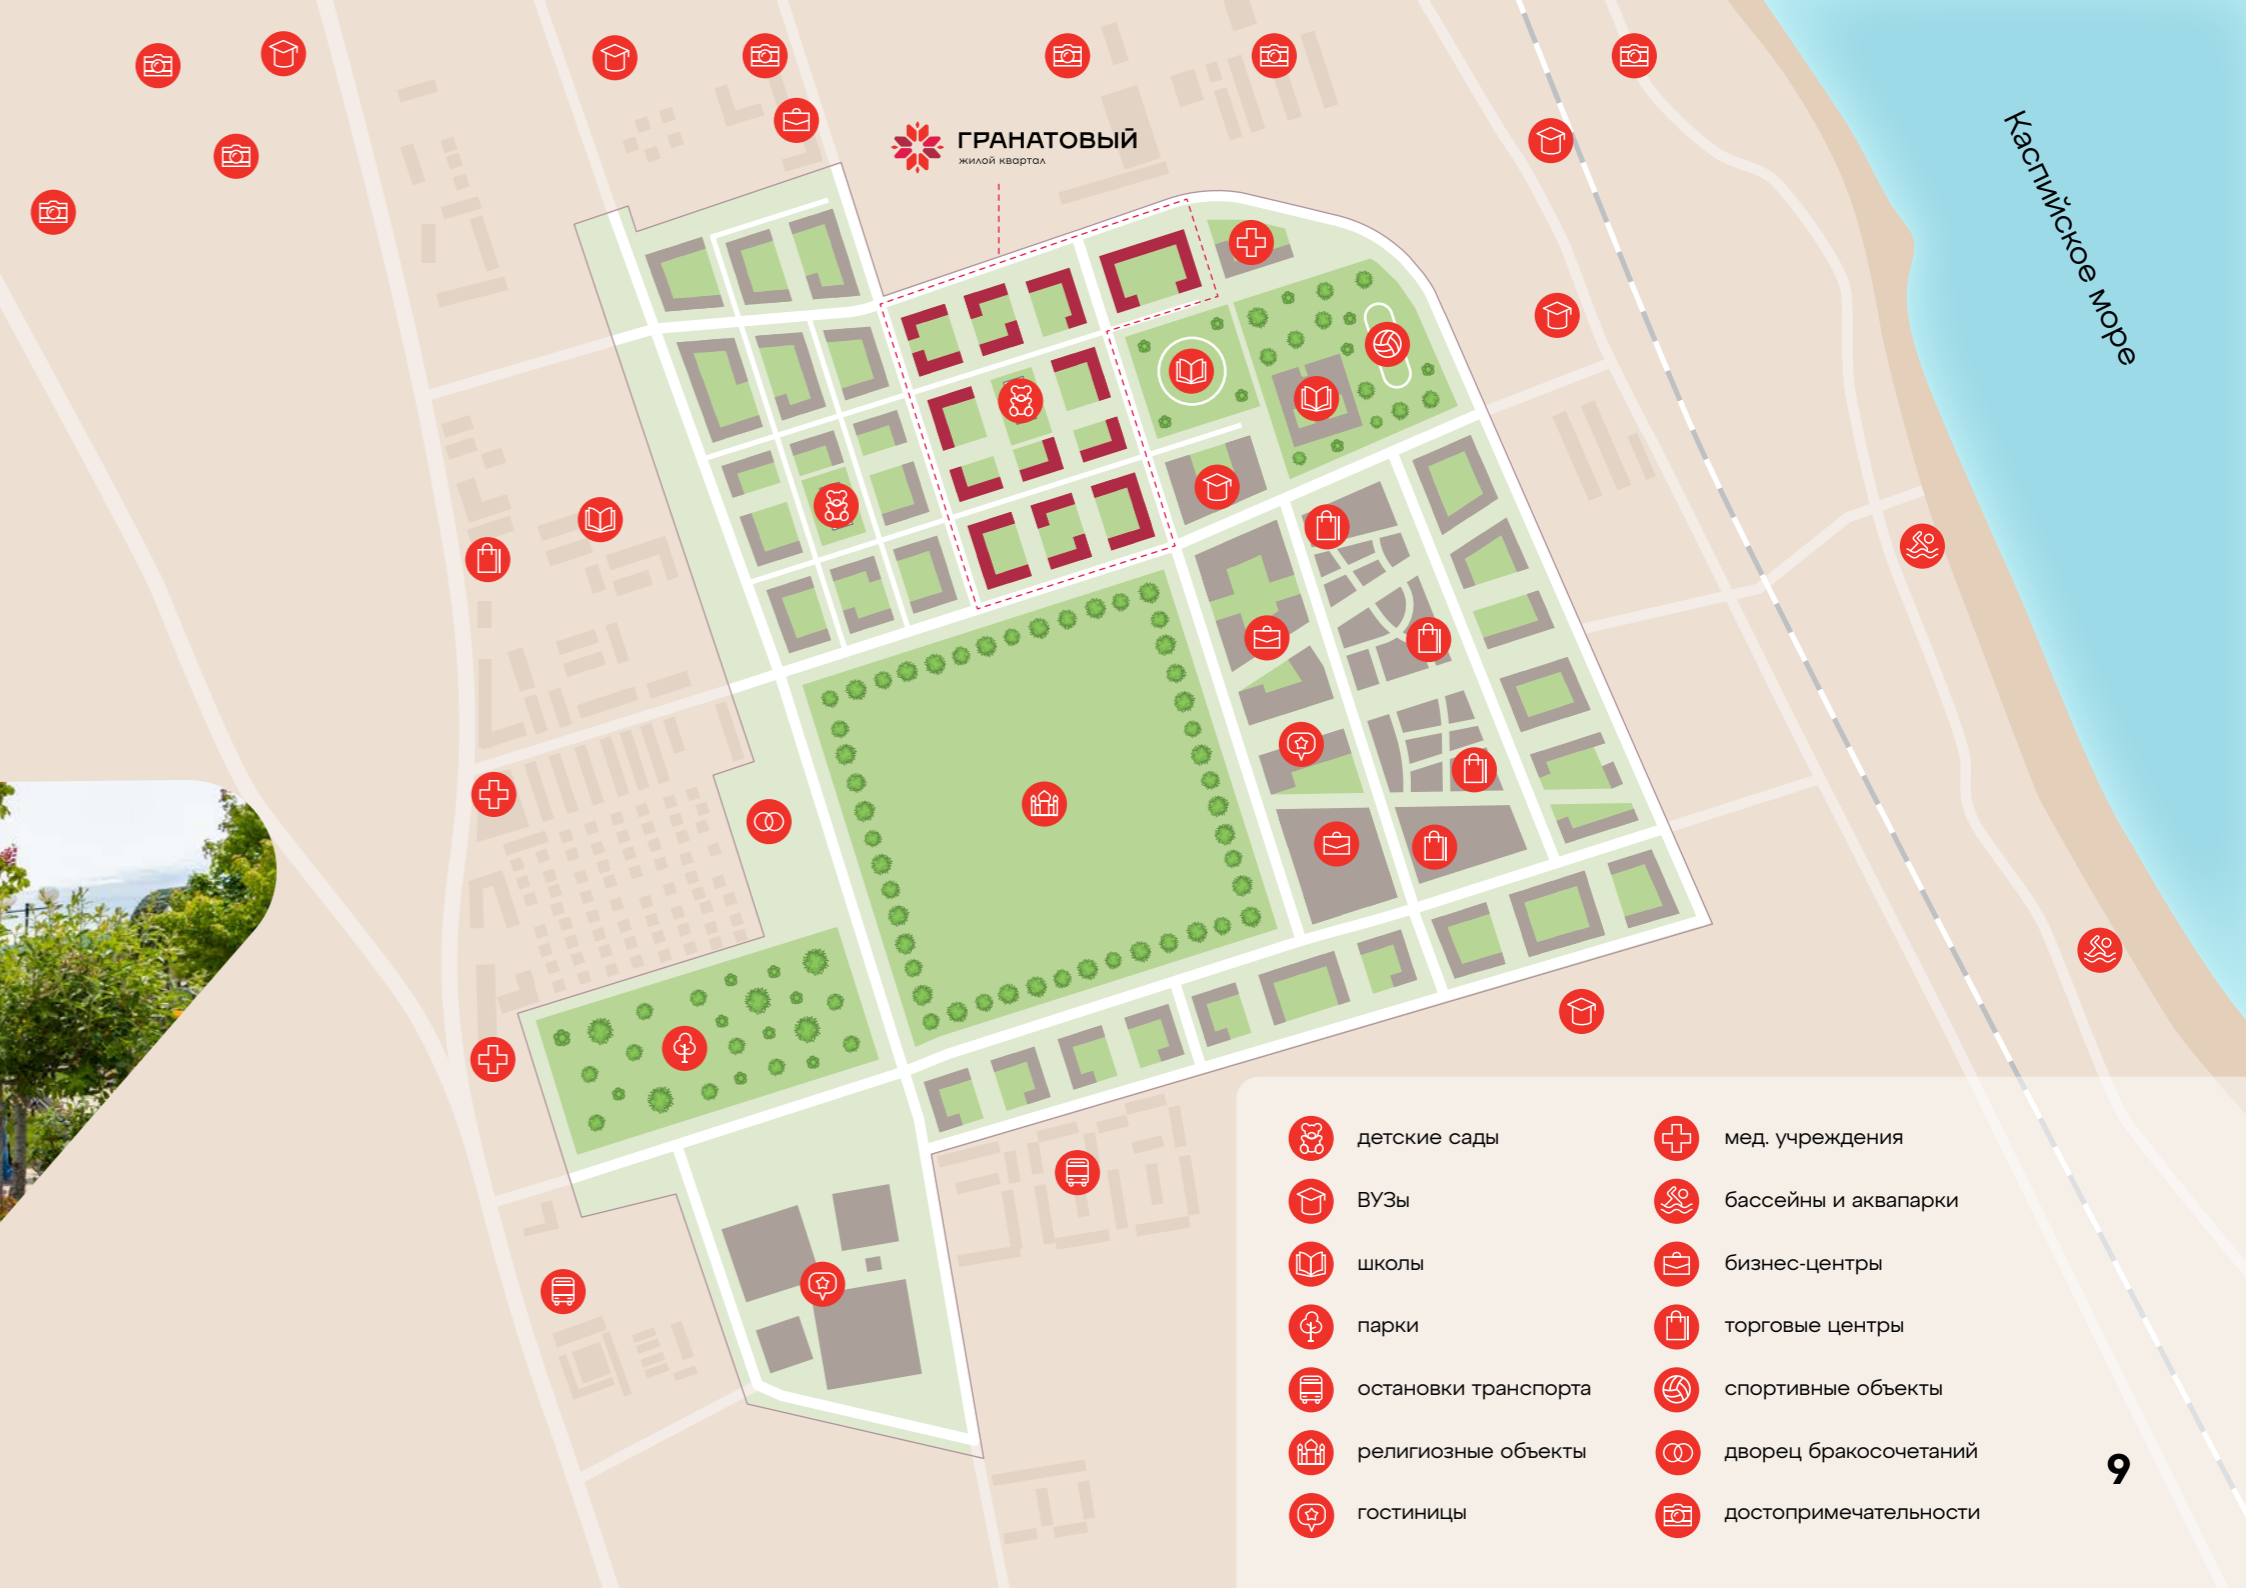 ГРАНАТОВЫЙ
жилой квартал
Каспийское море
детские сады
ВУЗы
школы
парки
остановки транспорта
религиозные объекты
гостиницы
мед. учреждения
бассейны и аквапарки
бизнес-центры
торговые центры
спортивные объекты
дворец бракосочетаний
достопримечательности
9